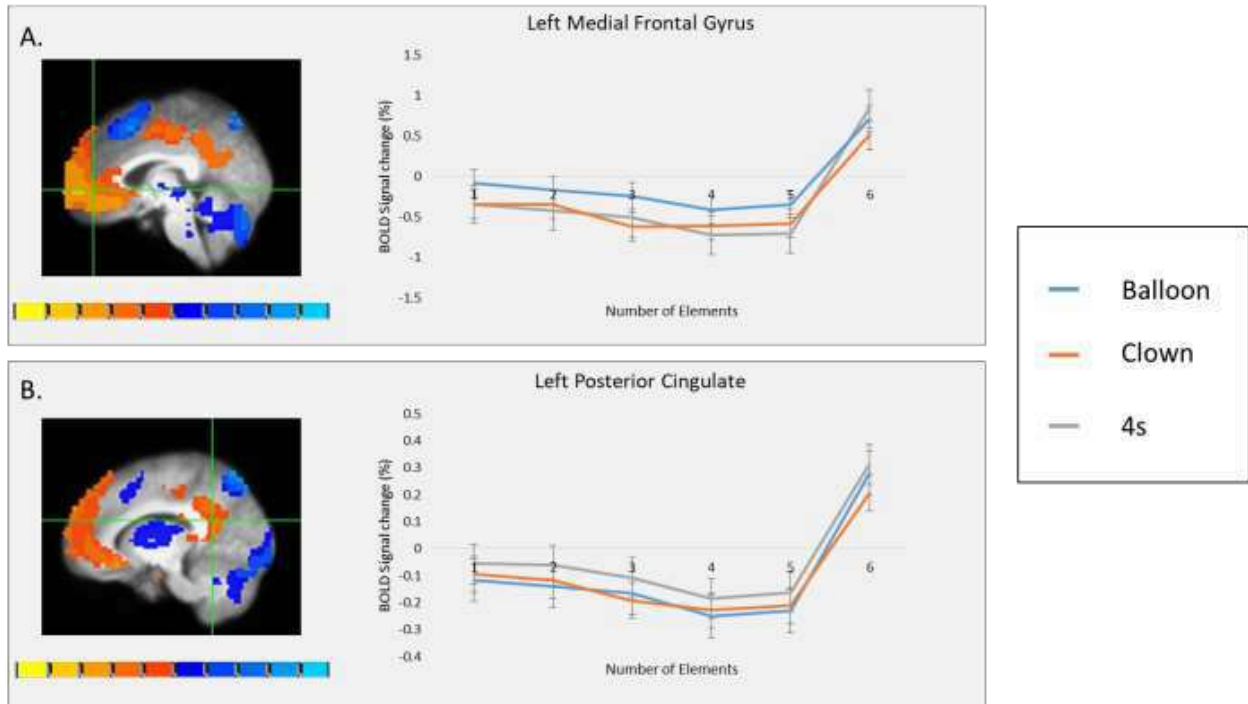 A.
Left Medial Frontal Gyrus
1.5
1
0.5
0
-0.5
-1
-1.5
BOLD Signal change (%)
1 2 3 4 5 6
Number of Elements
B.
Left Posterior Cingulate
0.5
0.4
0.3
0.2
0.1
0
-0.1
-0.2
-0.3
-0.4
BOLD Signal change (%)
1 2 3 4 5 6
Number of Elements
Balloon
Clown
4s